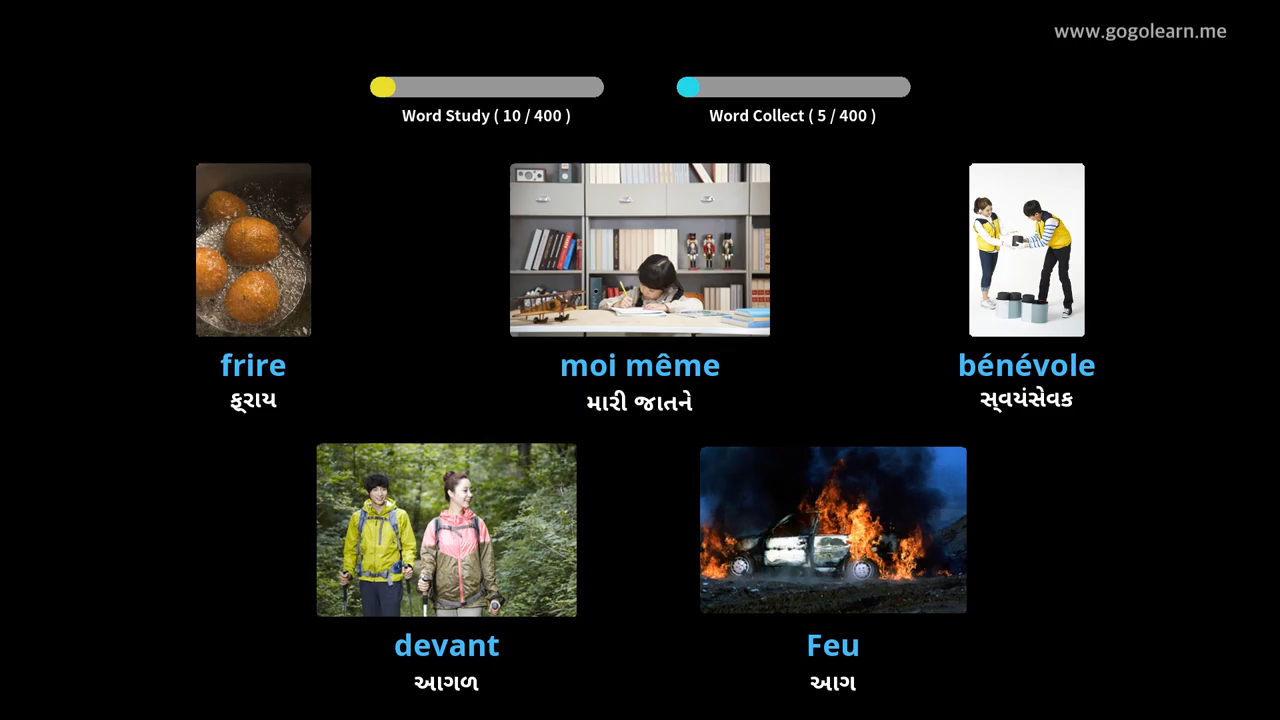 www.gogolearn.me
Word Study ( 10 / 400 )
Word Collect ( 5 / 400 )
frire
ફ્રાય
moi même
મારી જાતને
bénévole
સ્વયંસેવક
devant
આગળ
Feu
આગ